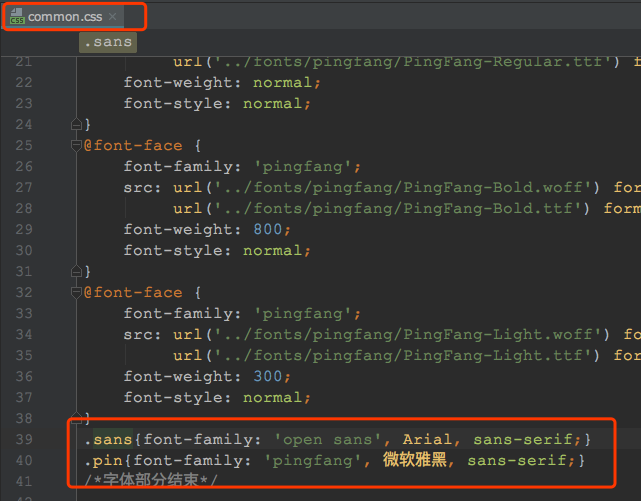 common.css
.sans
21 url('../fonts/pingfang/PingFang-Regular.ttf') form
22 font-weight: normal;
23 font-style: normal;
24 }
25 @font-face {
26 font-family: 'pingfang';
27 src: url('../fonts/pingfang/PingFang-Bold.woff') for
28 url('../fonts/pingfang/PingFang-Bold.ttf') form
29 font-weight: 800;
30 font-style: normal;
31 }
32 @font-face {
33 font-family: 'pingfang';
34 src: url('../fonts/pingfang/PingFang-Light.woff') fo
35 url('../fonts/pingfang/PingFang-Light.ttf') for
36 font-weight: 300;
37 font-style: normal;
38 }
39 .sans{font-family: 'open sans', Arial, sans-serif;}
40 .pin{font-family: 'pingfang', 微软雅黑, sans-serif;}
41 /*字体部分结束*/